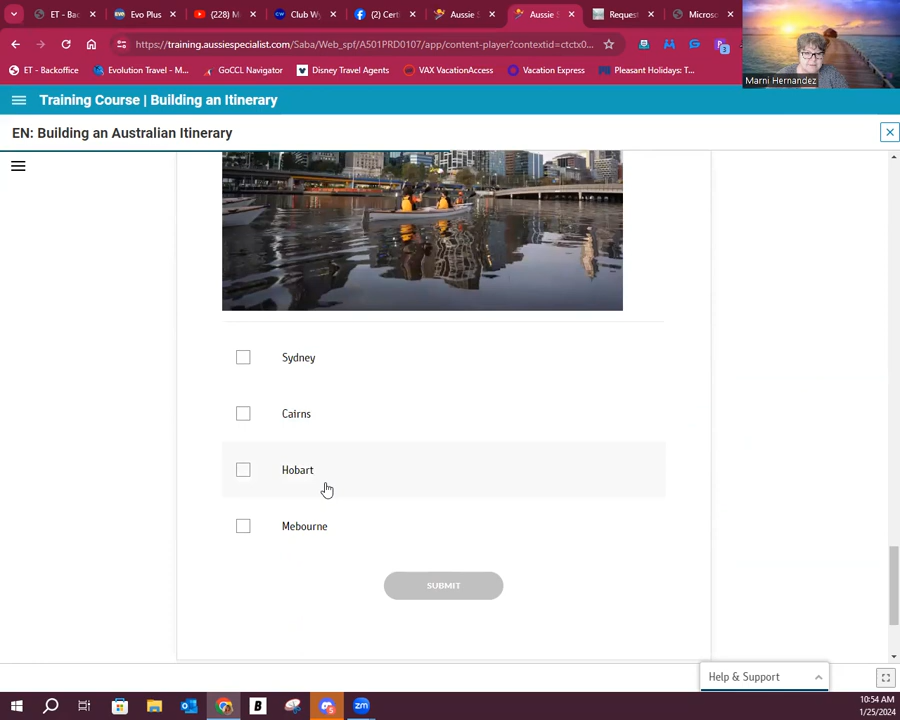 ET - Bac
Evo Plus
(228) M
Club W
(2) Cert
Aussie S
Aussie S
Request
Microso
https://training.aussiespecialist.com/Saba/Web_spf/A501PRD0107/app/content-player?contextid=ctctx0...
ET - Backoffice
Evolution Travel - M...
GoCCL Navigator
Disney Travel Agents
VAX VacationAccess
Vacation Express
Pleasant Holidays: T...
Marni Hernandez
Training Course | Building an Itinerary
EN: Building an Australian Itinerary
Sydney
Cairns
Hobart
Mebourne
SUBMIT
Help & Support
10:54 AM
1/25/2024